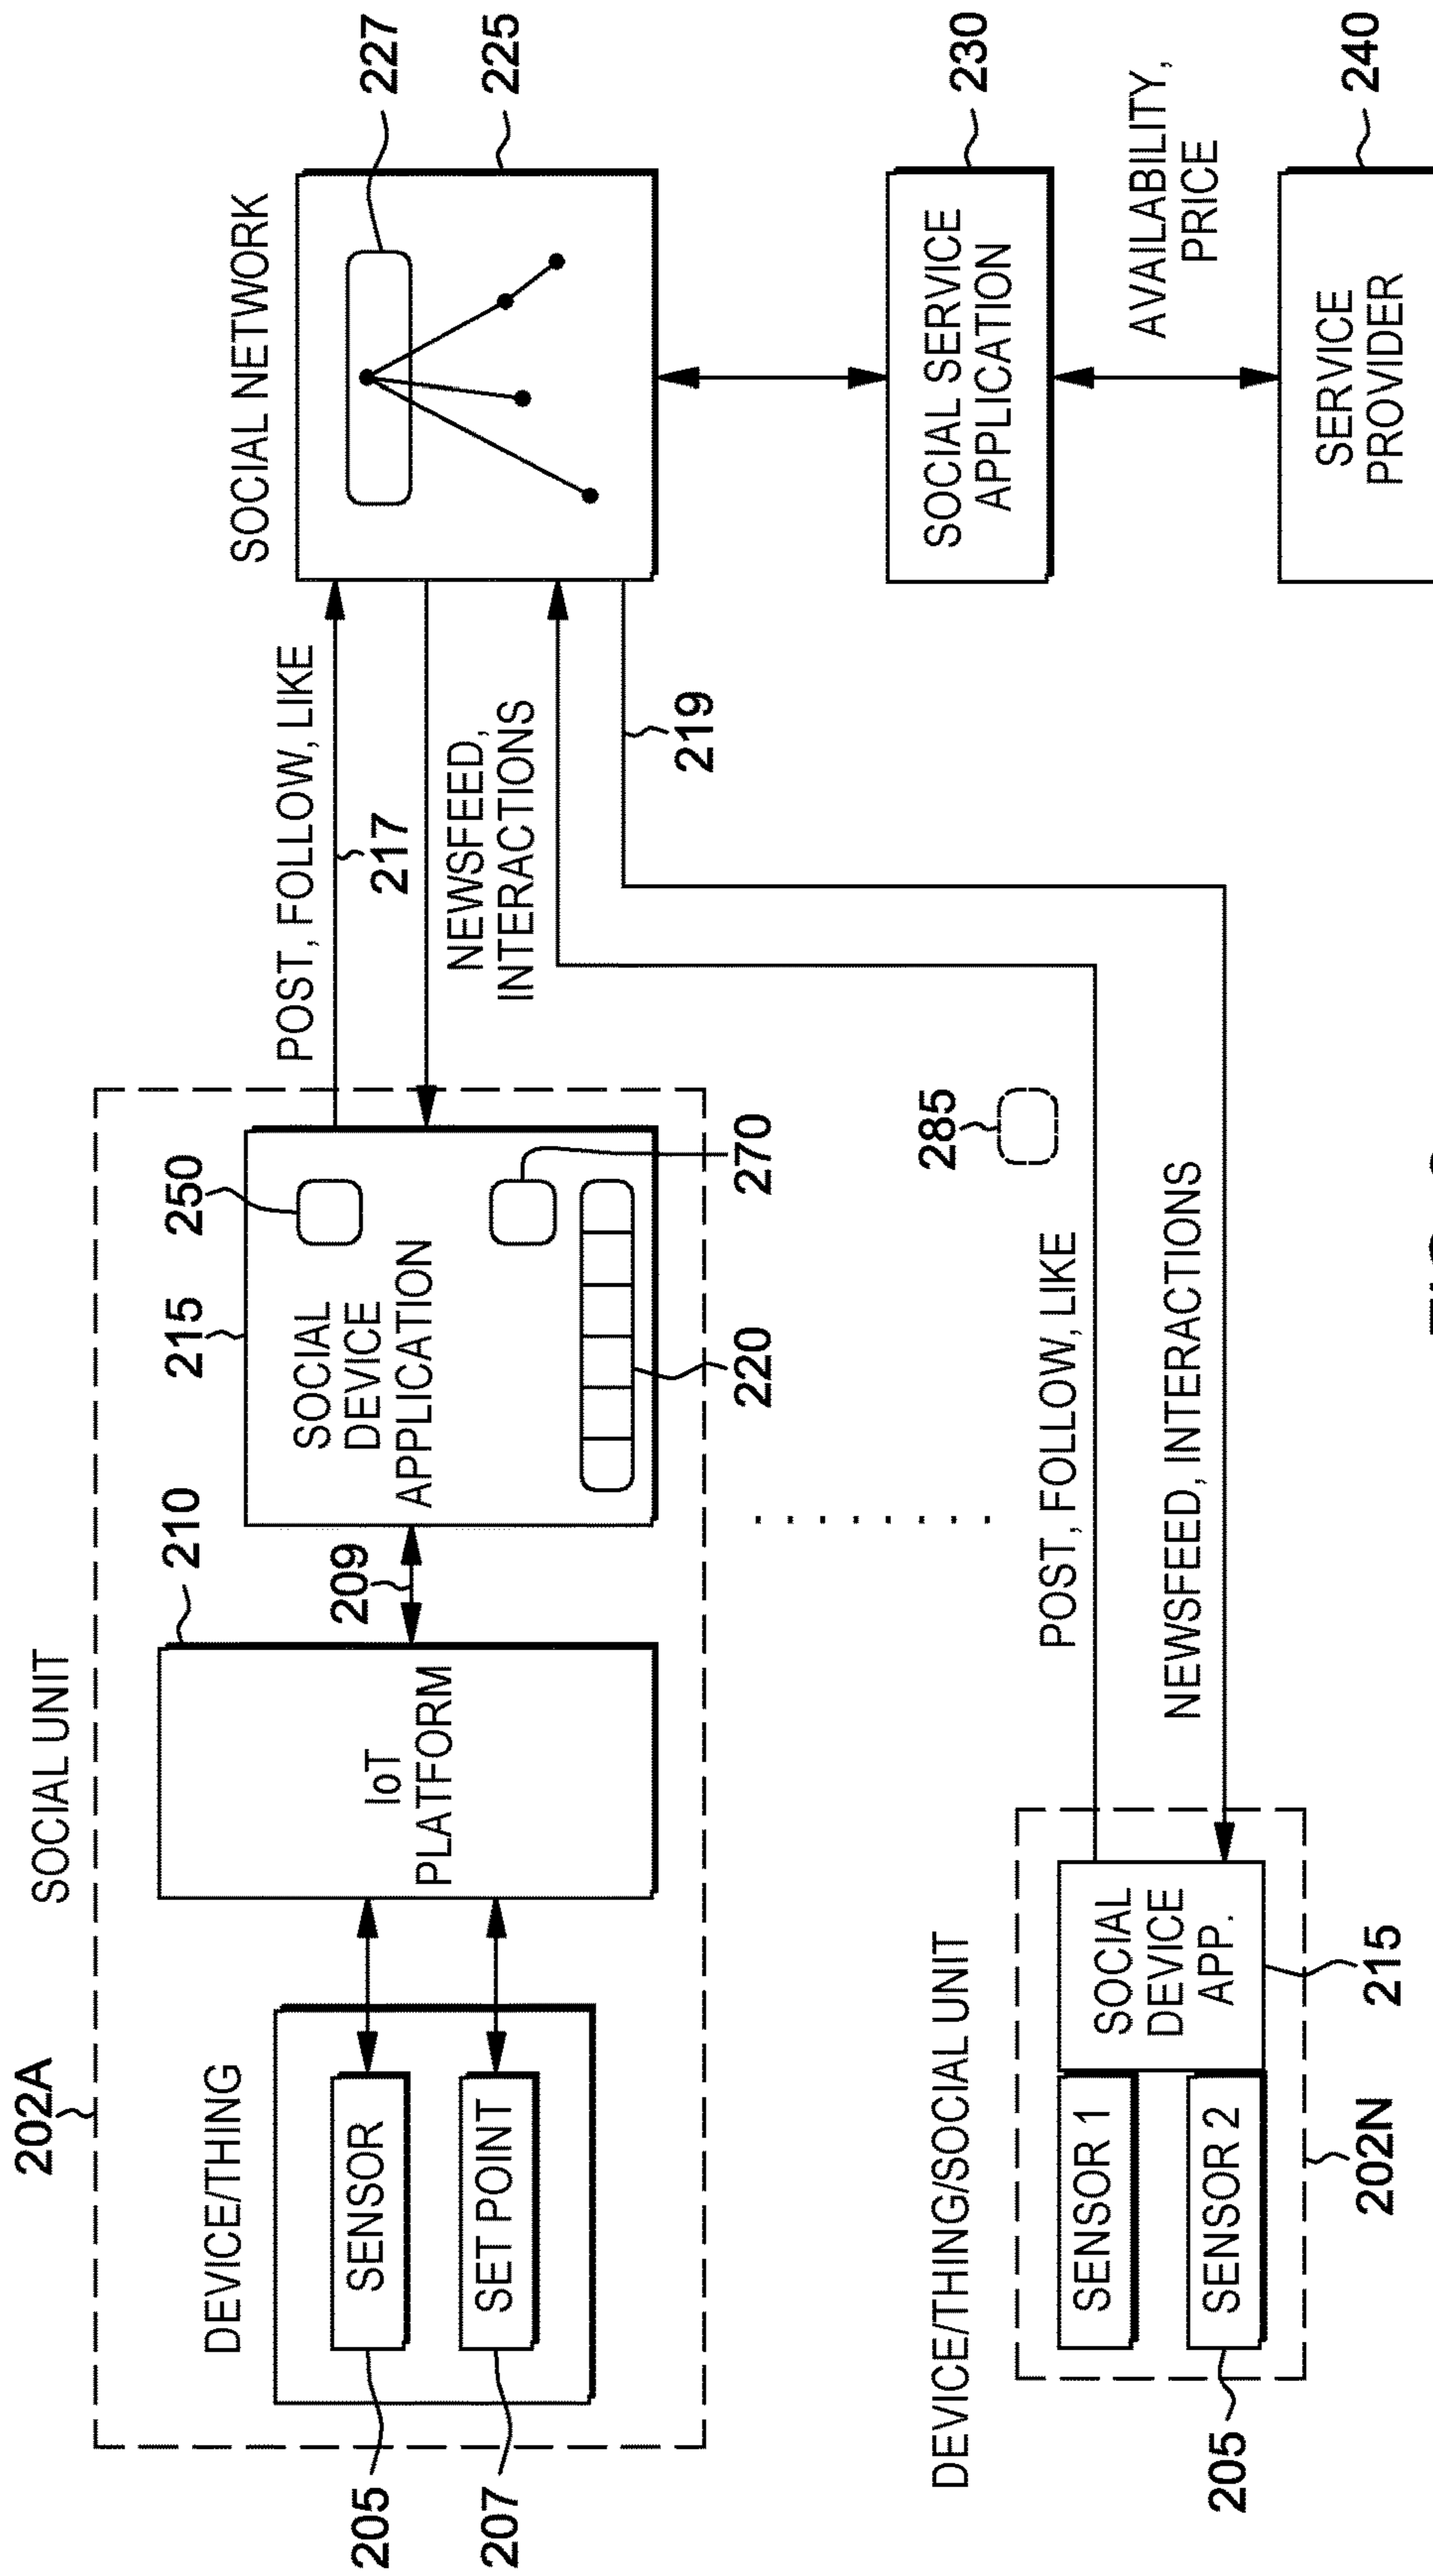 202A
SOCIAL UNIT
DEVICE/THING
SENSOR
SET POINT
205
207
210
IoT
PLATFORM
209
215
SOCIAL
DEVICE
APPLICATION
250
270
220
POST, FOLLOW, LIKE
217
NEWSFEED,
INTERACTIONS
SOCIAL NETWORK
227
225
219
SOCIAL SERVICE
APPLICATION
230
AVAILABILITY,
PRICE
SERVICE
PROVIDER
240
285
DEVICE/THING/SOCIAL UNIT
SENSOR 1
SENSOR 2
205
SOCIAL
DEVICE
APP.
215
202N
POST, FOLLOW, LIKE
NEWSFEED, INTERACTIONS